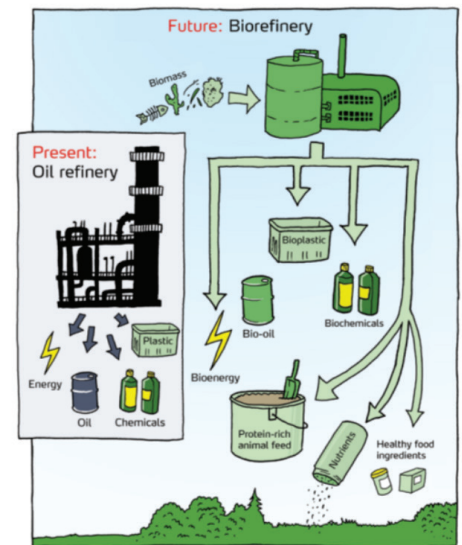 Future: Biorefinery
Biomass
Present:
Oil refinery
Bioplastic
Plastic
Bio-oil
Biochemicals
Energy
Bioenergy
Oil
Chemicals
Protein-rich
animal feed
Nutrients
Healthy food
ingredients